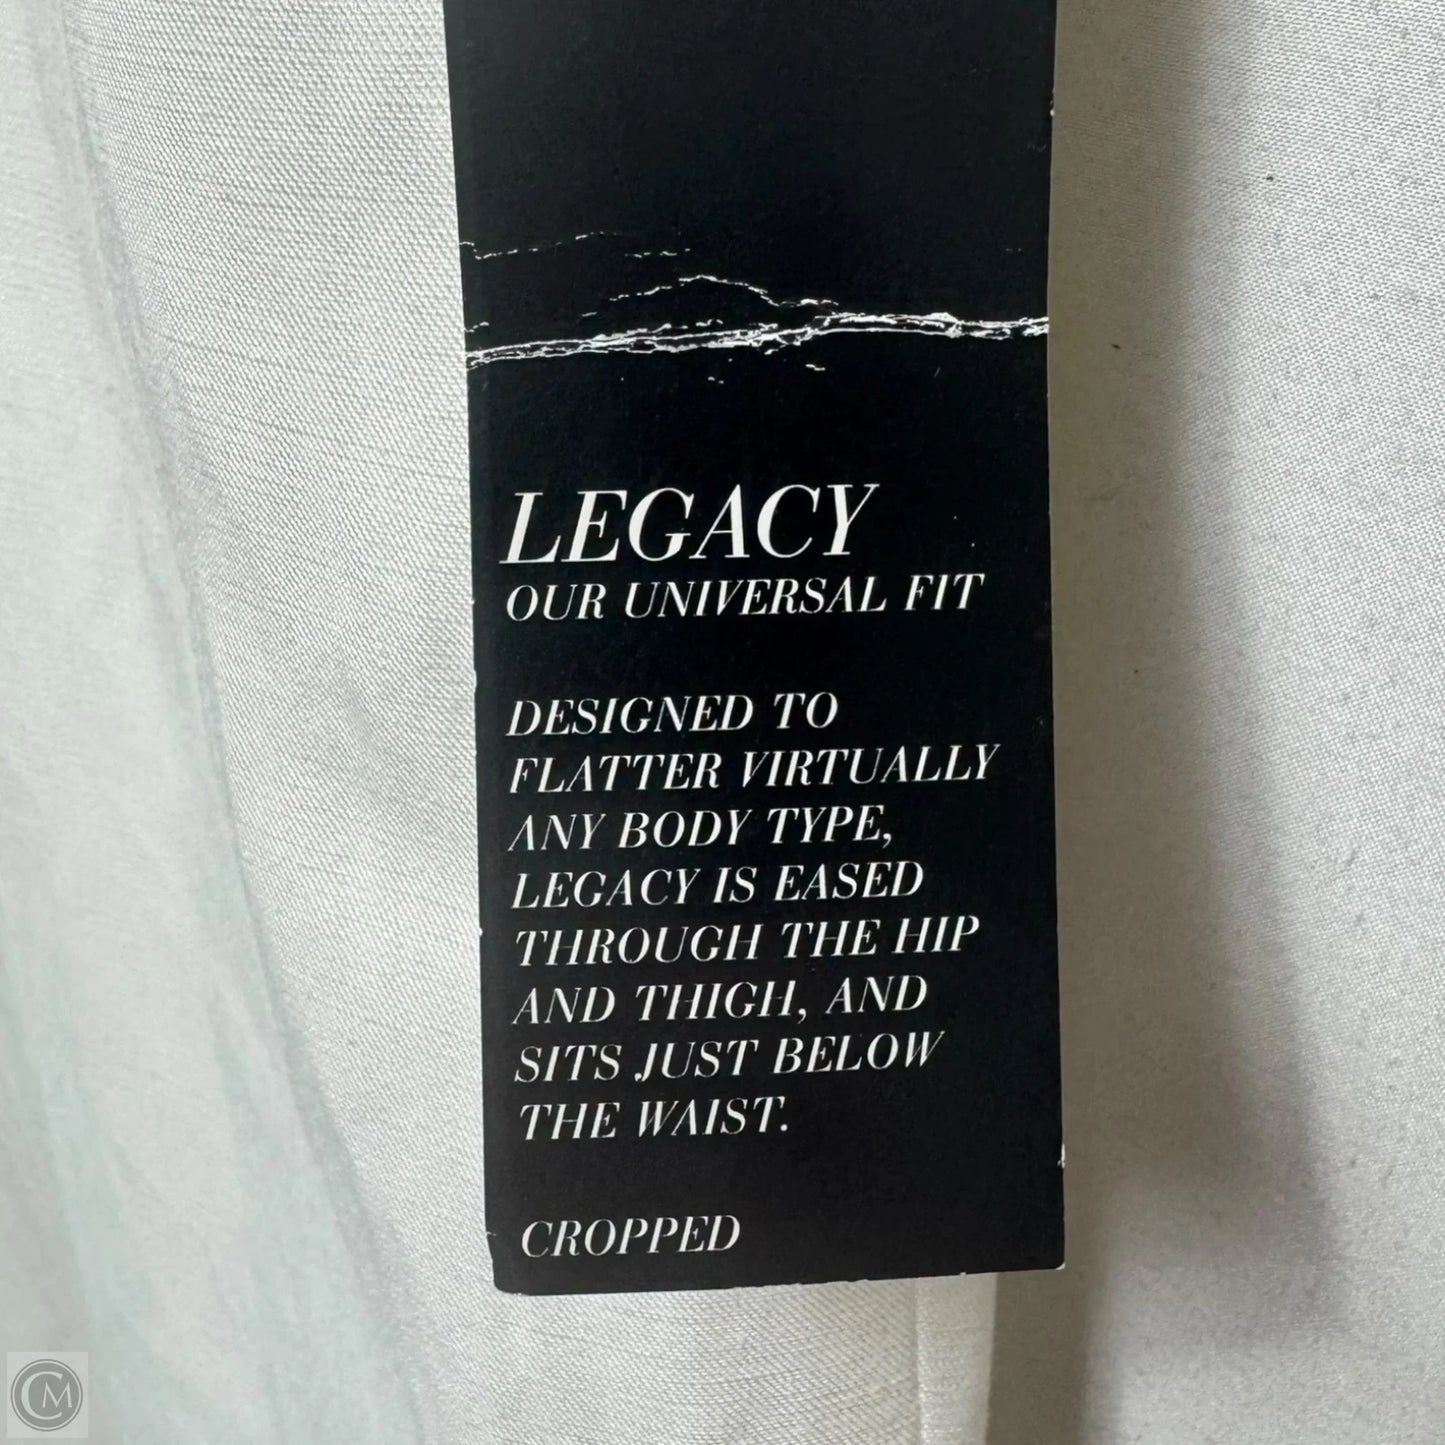 LEGACY
OUR UNIVERSAL FIT
DESIGNED TO
FLATTER VIRTUALLY
ANY BODY TYPE,
LEGACY IS EASED
THROUGH THE HIP
AND THIGH, AND
SITS JUST BELOW
THE WAIST.
CROPPED
CM